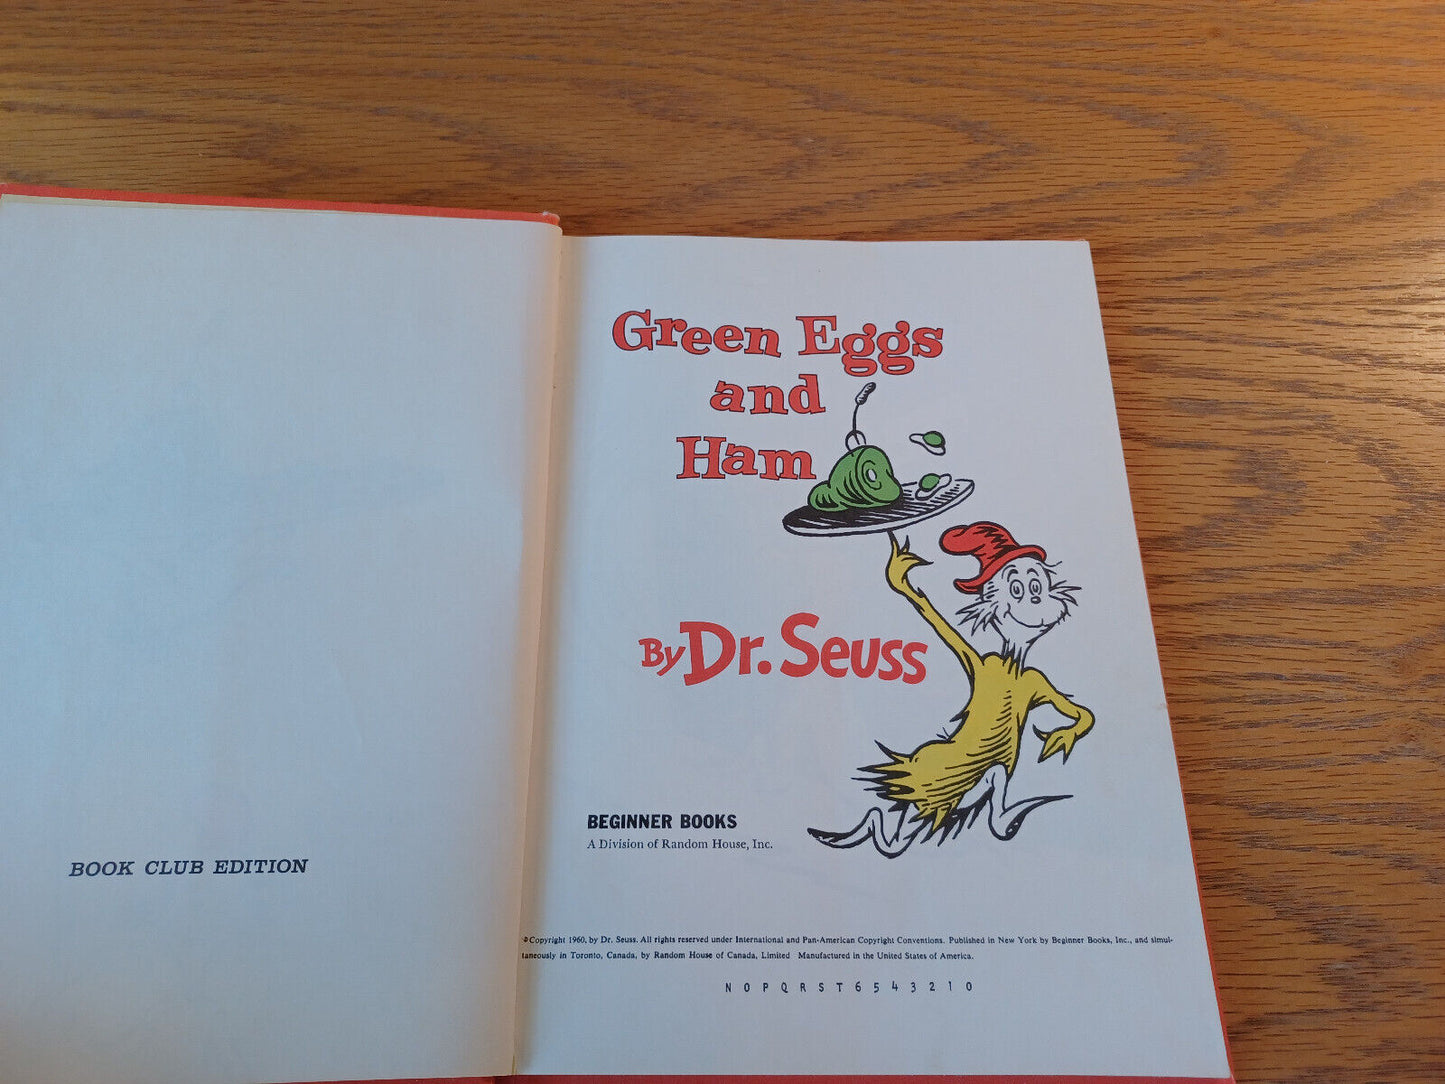 BOOK CLUB EDITION
Green Eggs
and
Ham
By Dr. Seuss
BEGINNER BOOKS
A Division of Random House, Inc.
©Copyright 1960, by Dr. Seuss. All rights reserved under International and Pan-American Copyright Conventions. Published in New York by Beginner Books, Inc., and simul-
taneously in Toronto, Canada, by Random House of Canada, Limited Manufactured in the United States of America.
N O P Q R S T 6 5 4 3 2 1 0